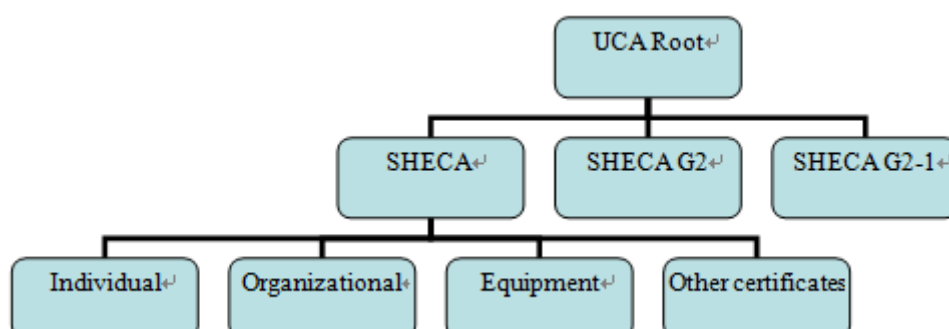 UCA Root
SHECA
SHECA G2
SHECA G2-1
Individual
Organizational
Equipment
Other certificates